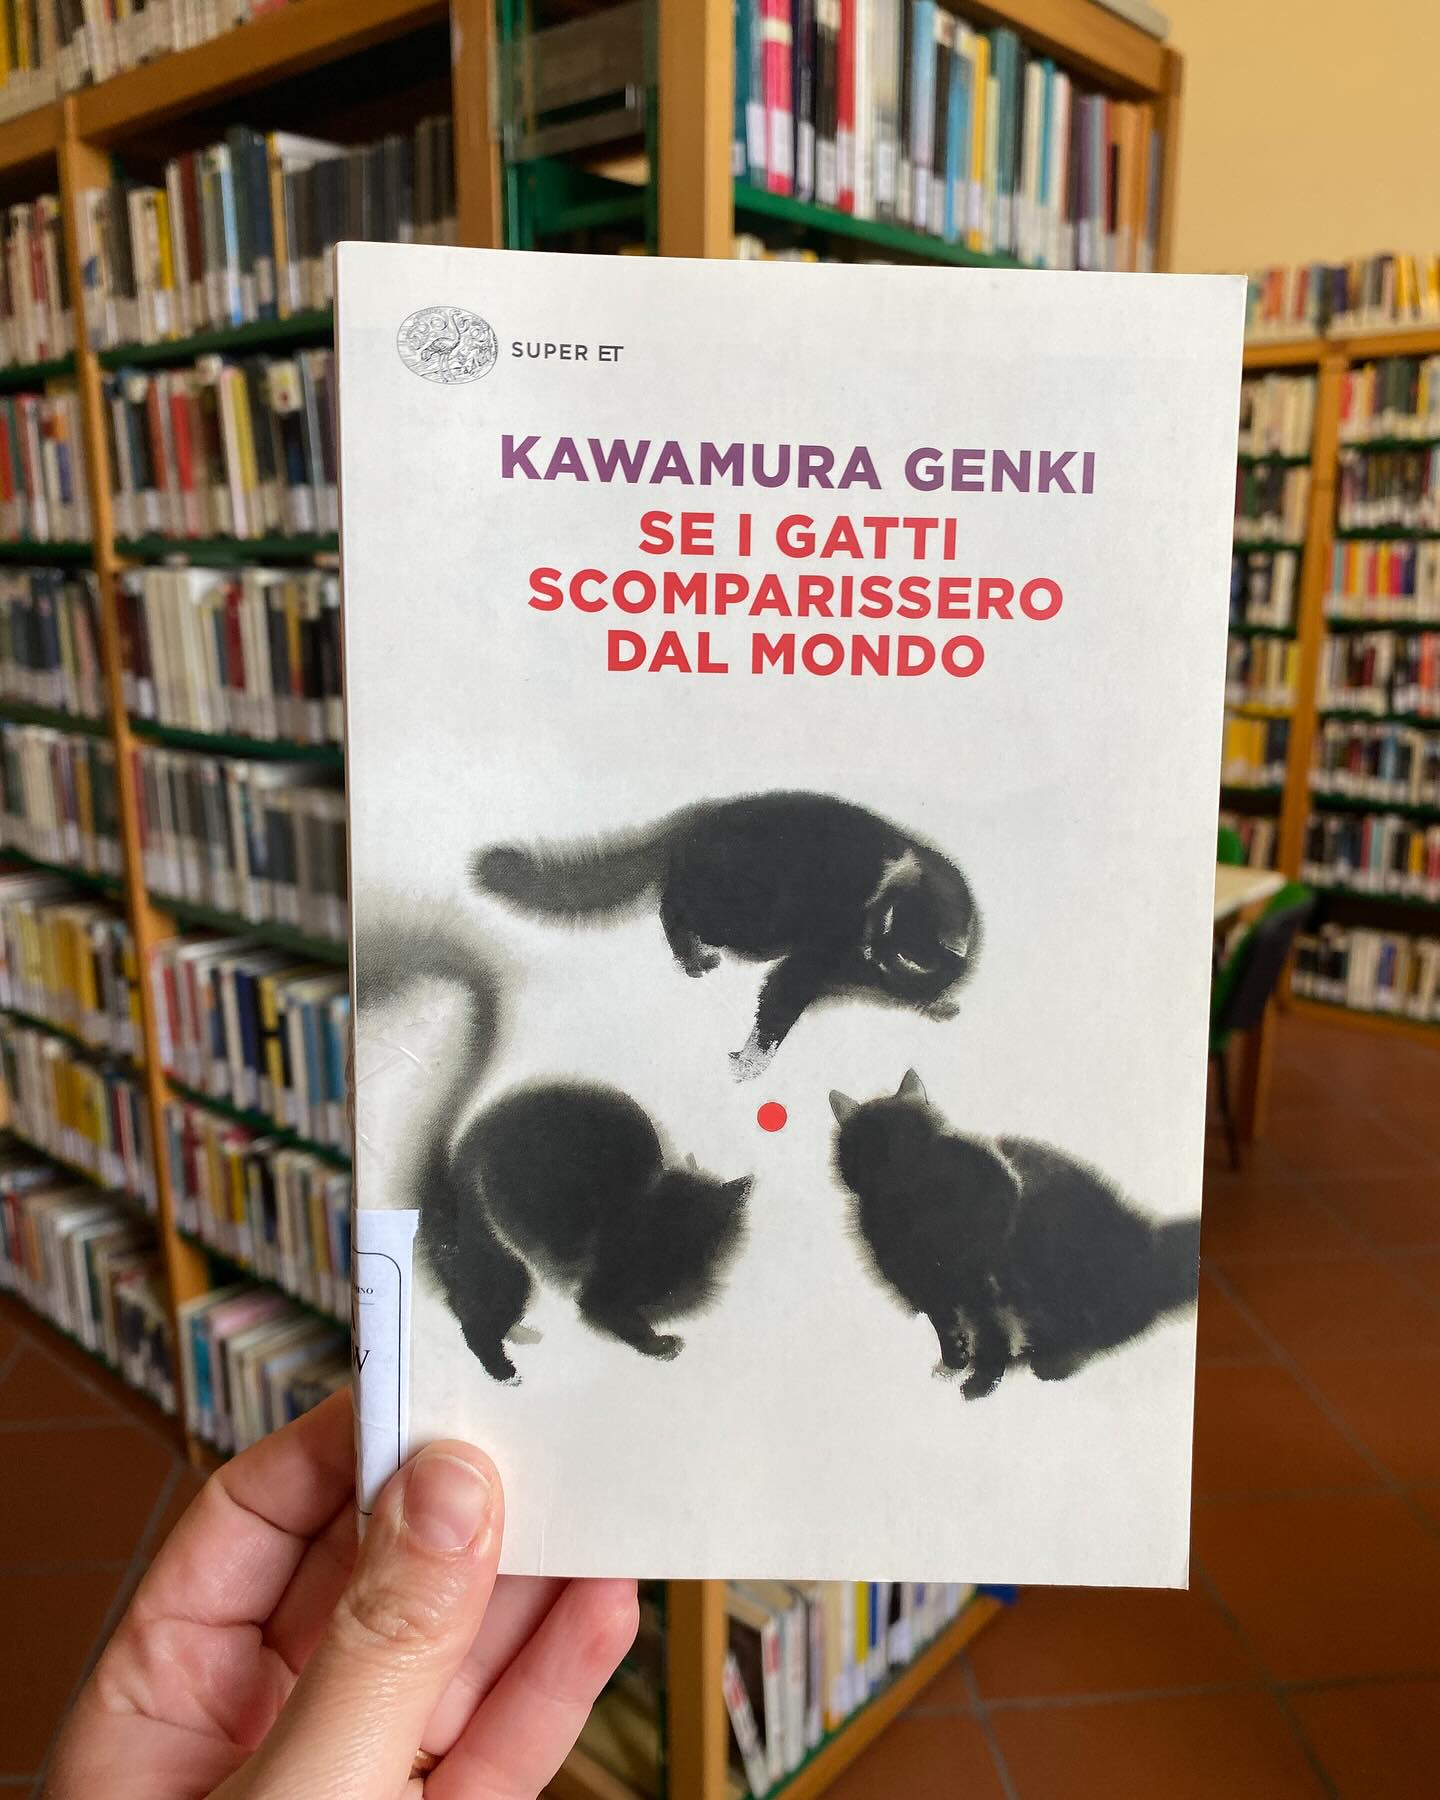 SUPER ET
KAWAMURA GENKI
SE I GATTI
SCOMPARISSERO
DAL MONDO